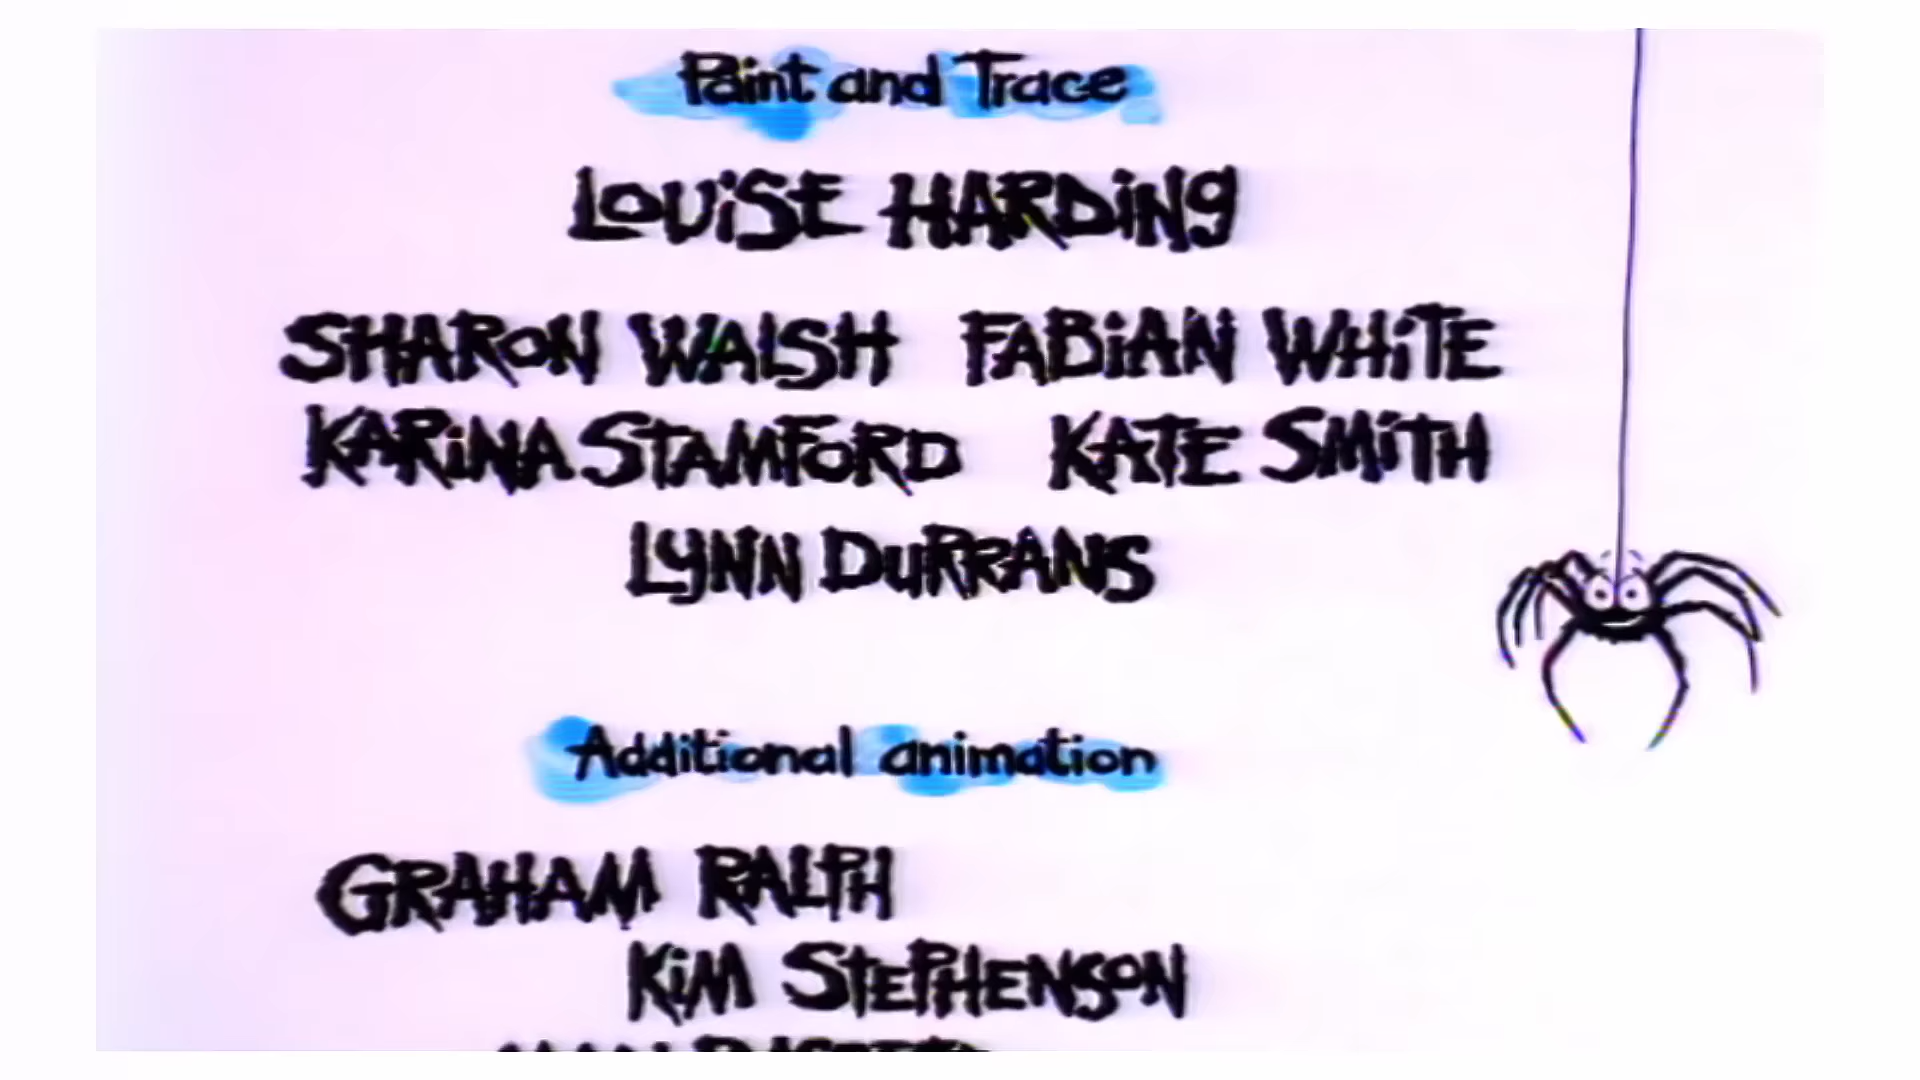 Paint and Trace
LOUiSE HARDiNg
SHARON WALSH FABiAN WHiTE
KARiNA STAMFORD KATE SMiTH
LYNN DURRANS
Additional animation
GRAHAM RALPH
KiM STEPHENSON